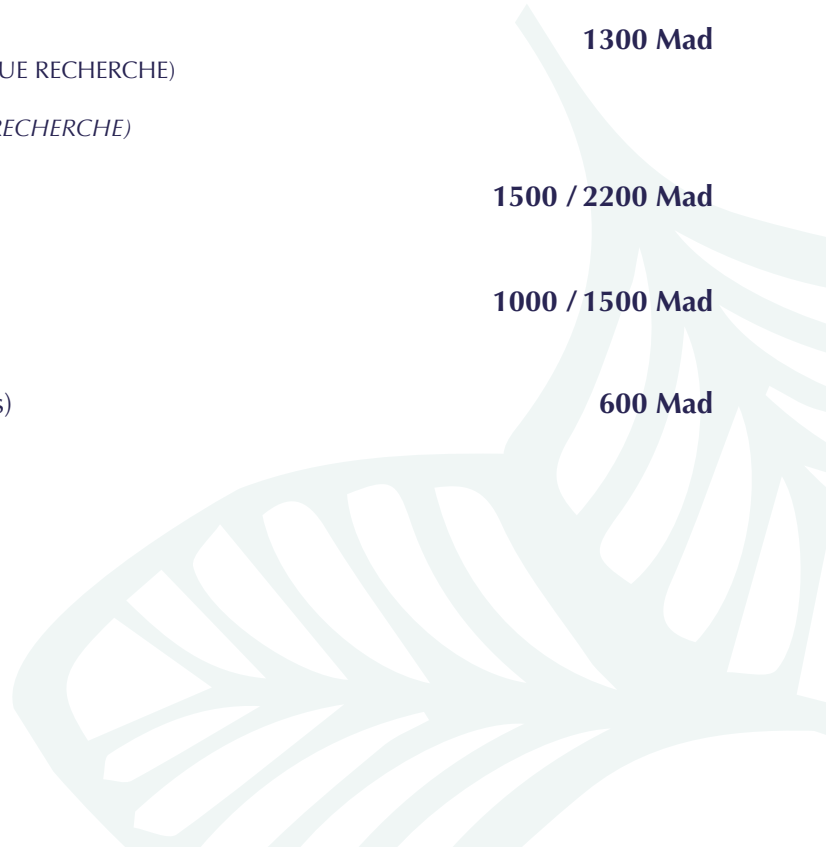 1300 Mad
UE RECHERCHE)
RECHERCHE)
1500 / 2200 Mad
1000 / 1500 Mad
s) 600 Mad